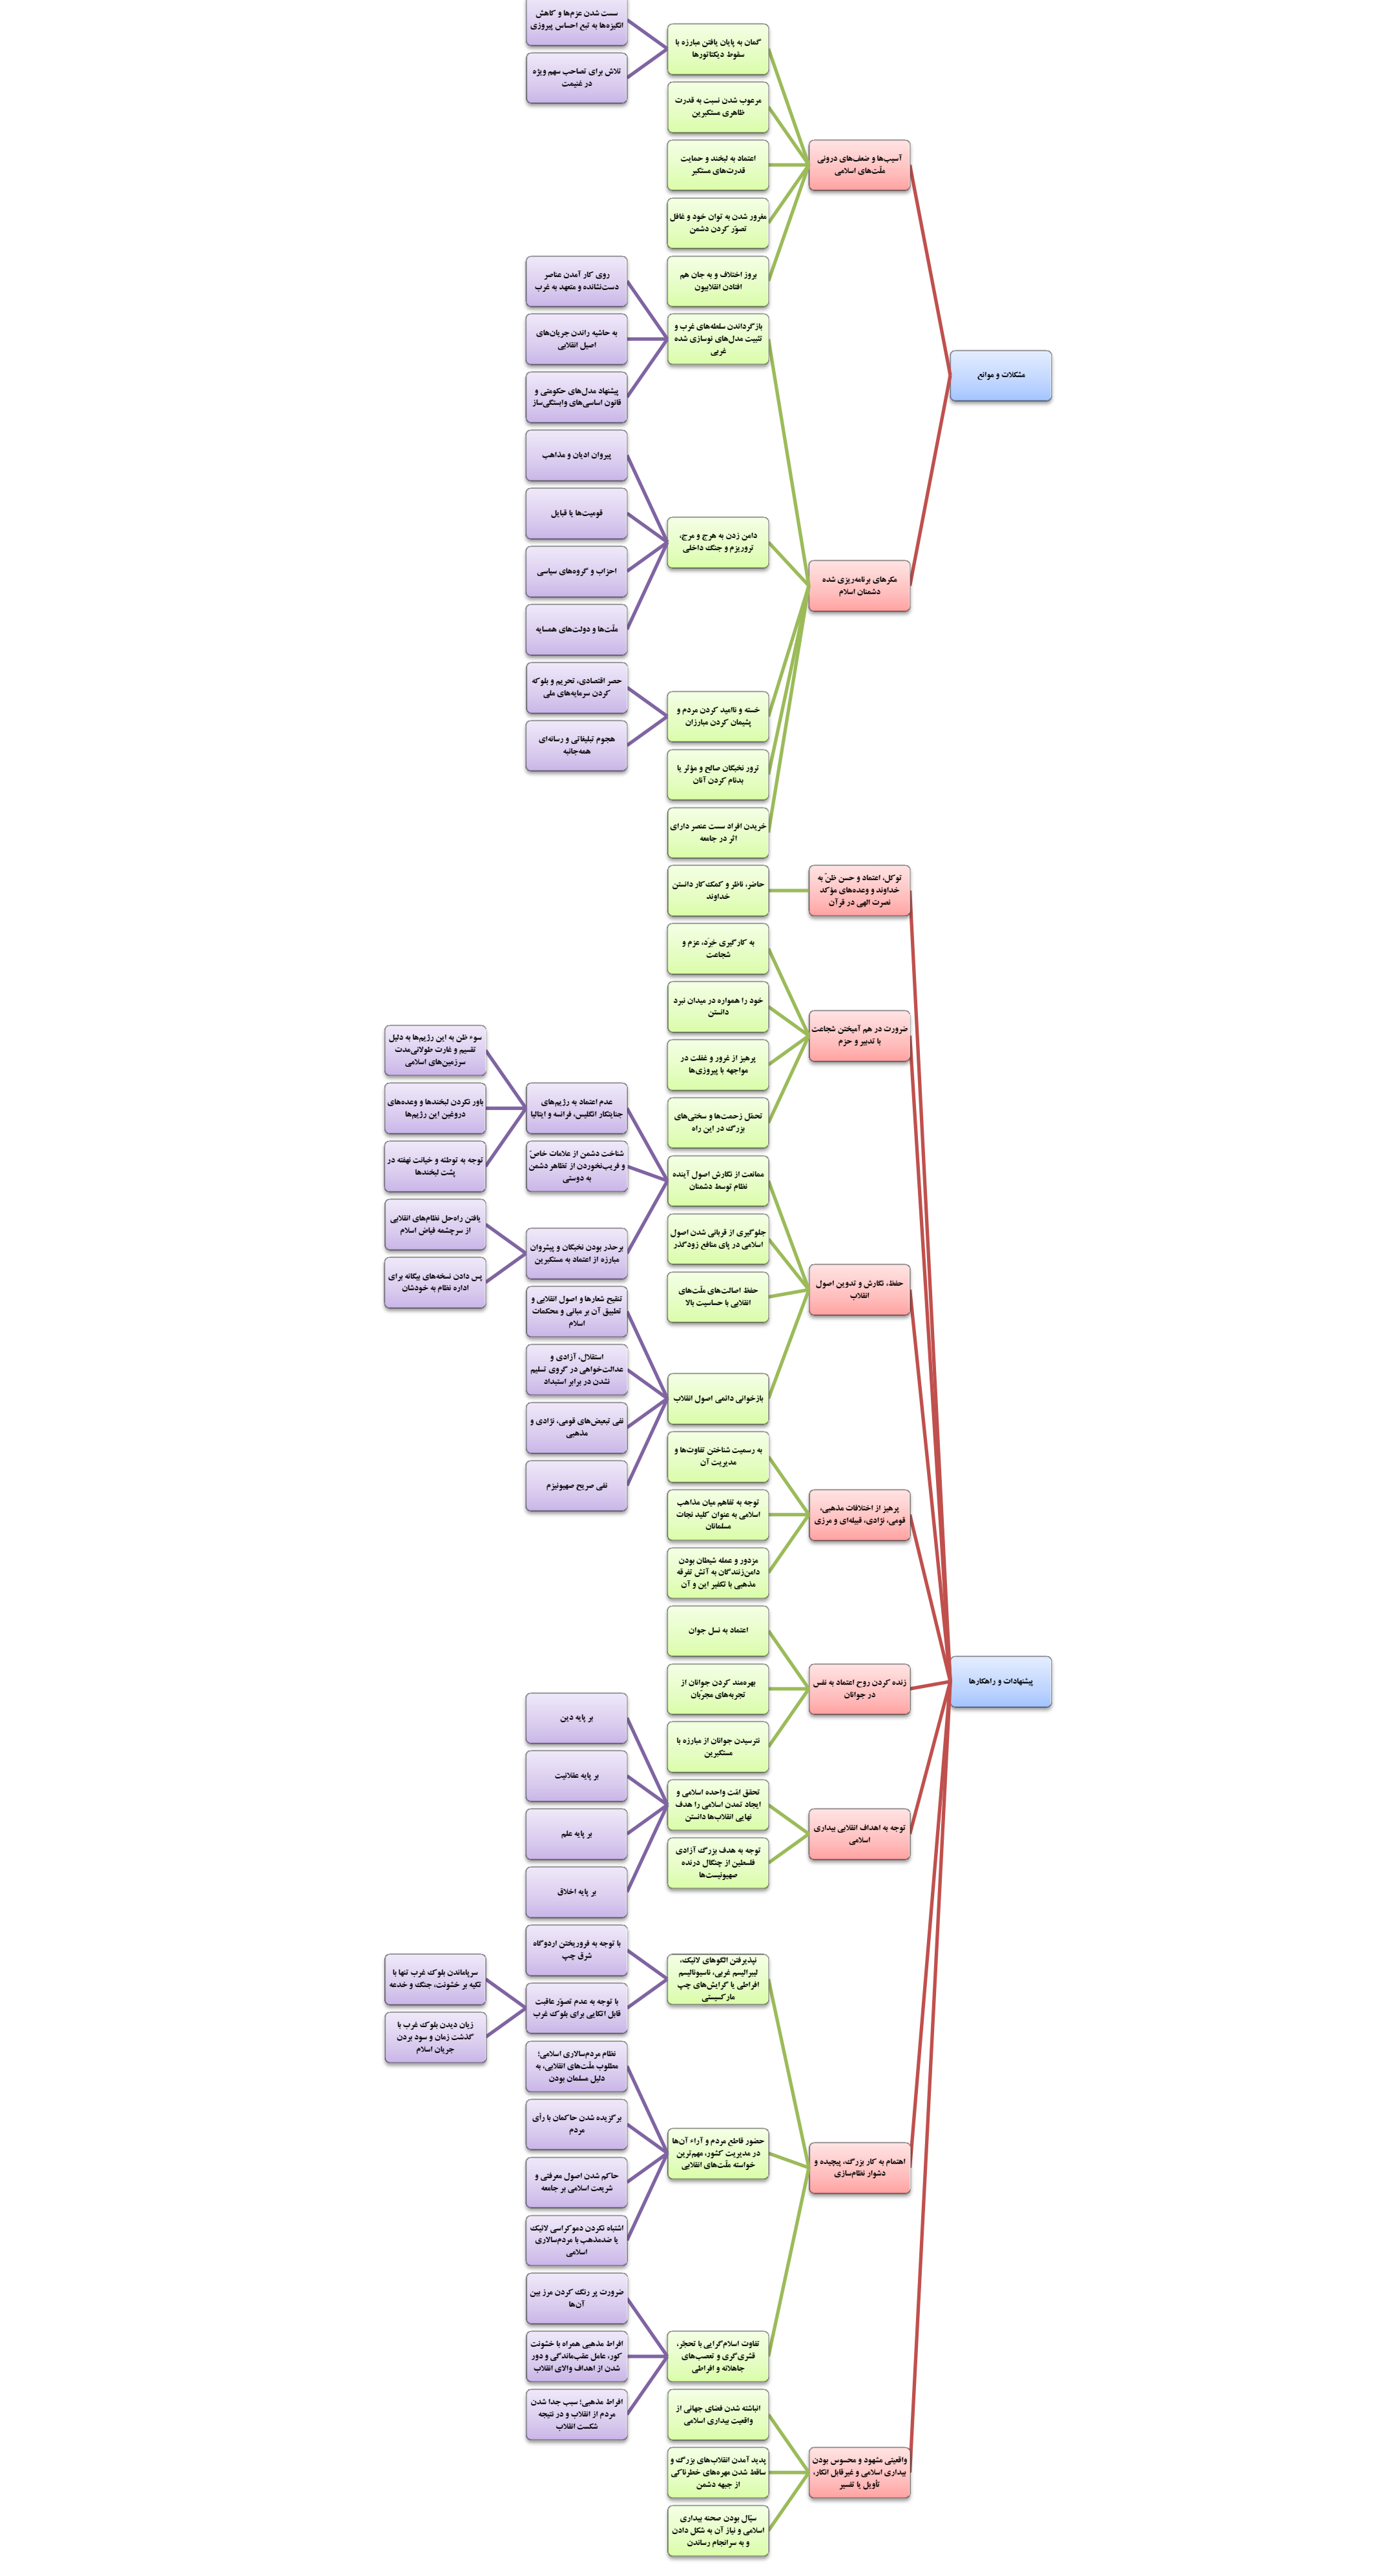 مشکلات و موانع
آسیب‌ها و ضعف‌های درونی
ملّت‌های اسلامی
گمان به پایان یافتن مبارزه با
سقوط دیکتاتورها
سست شدن عزم‌ها و کاهش
انگیزه‌ها به تبع احساس پیروزی
تلاش برای تصاحب سهم ویژه
در غنیمت
مرعوب شدن نسبت به قدرت
ظاهری مستکبرین
اعتماد به لبخند و حمایت
قدرت‌های مستکبر
مغرور شدن به توان خود و غافل
تصوّر کردن دشمن
بروز اختلاف و به جان هم
افتادن انقلابیون
مکرهای برنامه‌ریزی شده
دشمنان اسلام
بازگرداندن سلطه‌های غرب و
تثبیت مدل‌های نوسازی شده
غربی
روی کار آمدن عناصر
دست‌نشانده و متعهد به غرب
به حاشیه راندن جریان‌های
اصیل انقلابی
پیشنهاد مدل‌های حکومتی و
قانون اساسی‌های وابستگی‌ساز
دامن زدن به هرج و مرج،
تروریزم و جنگ داخلی
پیروان ادیان و مذاهب
قومیت‌ها یا قبایل
احزاب و گروه‌های سیاسی
ملّت‌ها و دولت‌های همسایه
خسته و ناامید کردن مردم و
پشیمان کردن مبارزان
حصر اقتصادی، تحریم و بلوکه
کردن سرمایه‌های ملی
هجوم تبلیغاتی و رسانه‌ای
همه‌جانبه
ترور نخبگان صالح و مؤثر یا
بدنام کردن آنان
خریدن افراد سست عنصر دارای
اثر در جامعه
پیشنهادات و راهکارها
توکل، اعتماد و حسن ظنّ به
خداوند و وعده‌های مؤکد
نصرت الهی در قرآن
حاضر، ناظر و کمک‌کار دانستن
خداوند
ضرورت در هم آمیختن شجاعت
با تدبیر و حزم
به کارگیری خِرَد، عزم و
شجاعت
خود را همواره در میدان نبرد
دانستن
پرهیز از غرور و غفلت در
مواجهه با پیروزی‌ها
تحمّل زحمت‌ها و سختی‌های
بزرگ در این راه
حفظ، نگارش و تدوین اصول
انقلاب
ممانعت از نگارش اصول آینده
نظام توسط دشمنان
عدم اعتماد به رژیم‌های
جنایتکار انگلیس، فرانسه و ایتالیا
سوء ظن به این رژیم‌ها به دلیل
تقسیم و غارت طولانی‌مدت
سرزمین‌های اسلامی
باور نکردن لبخندها و وعده‌های
دروغین این رژیم‌ها
توجه به توطئه و خیانت نهفته در
پشت لبخندها
شناخت دشمن از علامات خاصّ
و فریب‌نخوردن از تظاهر دشمن
به دوستی
برحذر بودن نخبگان و پیشروان
مبارزه از اعتماد به مستکبرین
یافتن راه‌حل نظام‌های انقلابی
از سرچشمه فیاض اسلام
پس دادن نسخه‌های بیگانه برای
اداره نظام به خودشان
جلوگیری از قربانی شدن اصول
اسلامی در پای منافع زودگذر
حفظ اصالت‌های ملّت‌های
انقلابی با حساسیت بالا
بازخوانی دائمی اصول انقلاب
تنقیح شعارها و اصول انقلابی و
تطبیق آن بر مبانی و محکمات
اسلام
استقلال، آزادی و
عدالت‌خواهی در گروی تسلیم
نشدن در برابر استبداد
نفی تبعیض‌های قومی، نژادی و
مذهبی
نفی صریح صهیونیزم
پرهیز از اختلافات مذهبی،
قومی، نژادی، قبیله‌ای و مرزی
به رسمیت شناختن تفاوت‌ها و
مدیریت آن
توجه به تفاهم میان مذاهب
اسلامی به عنوان کلید نجات
مسلمانان
مزدور و عمله شیطان بودن
دامن‌زنندگان به آتش تفرقه
مذهبی با تکفیر این و آن
زنده کردن روح اعتماد به نفس
در جوانان
اعتماد به نسل جوان
بهره‌مند کردن جوانان از
تجربه‌های مجرّبان
نترسیدن جوانان از مبارزه با
مستکبرین
توجه به اهداف انقلابی بیداری
اسلامی
تحقق امّت واحده اسلامی و
ایجاد تمدن اسلامی را هدف
نهایی انقلاب‌ها دانستن
بر پایه دین
بر پایه عقلانیت
بر پایه علم
بر پایه اخلاق
توجه به هدف بزرگ آزادی
فلسطین از چنگال درنده
صهیونیست‌ها
اهتمام به کار بزرگ، پیچیده و
دشوار نظام‌سازی
نپذیرفتن الگوهای لائیک،
لیبرالیسم غربی، ناسیونالیسم
افراطی یا گرایش‌های چپ
مارکسیستی
با توجه به فروریختن اردوگاه
شرق چپ
با توجه به عدم تصوّر عاقبت
قابل اتکایی برای بلوک غرب
سرپاماندن بلوک غرب تنها با
تکیه بر خشونت، جنگ و خدعه
زیان دیدن بلوک غرب با
گذشت زمان و سود بردن
جریان اسلام
حضور قاطع مردم و آراء آن‌ها
در مدیریت کشور، مهم‌ترین
خواسته ملّت‌های انقلابی
نظام مردم‌سالاری اسلامی؛
مطلوب ملّت‌های انقلابی، به
دلیل مسلمان بودن
برگزیده شدن حاکمان با رأی
مردم
حاکم شدن اصول معرفتی و
شریعت اسلامی بر جامعه
اشتباه نکردن دموکراسی لائیک
یا ضدمذهب با مردم‌سالاری
اسلامی
تفاوت اسلام‌گرایی با تحجّر،
قشری‌گری و تعصب‌های
جاهلانه و افراطی
ضرورت پر رنگ کردن مرز بین
آن‌ها
افراط مذهبی همراه با خشونت
کور، عامل عقب‌ماندگی و دور
شدن از اهداف والای انقلاب
افراط مذهبی؛ سبب جدا شدن
مردم از انقلاب و در نتیجه
شکست انقلاب
واقعیتی مشهود و محسوس بودن
بیداری اسلامی و غیرقابل انکار،
تأویل یا تفسیر
انباشته شدن فضای جهانی از
واقعیت بیداری اسلامی
پدید آمدن انقلاب‌های بزرگ و
ساقط شدن مهره‌های خطرناکی
از جبهه دشمن
سیّال بودن صحنه بیداری
اسلامی و نیاز آن به شکل دادن
و به سرانجام رساندن